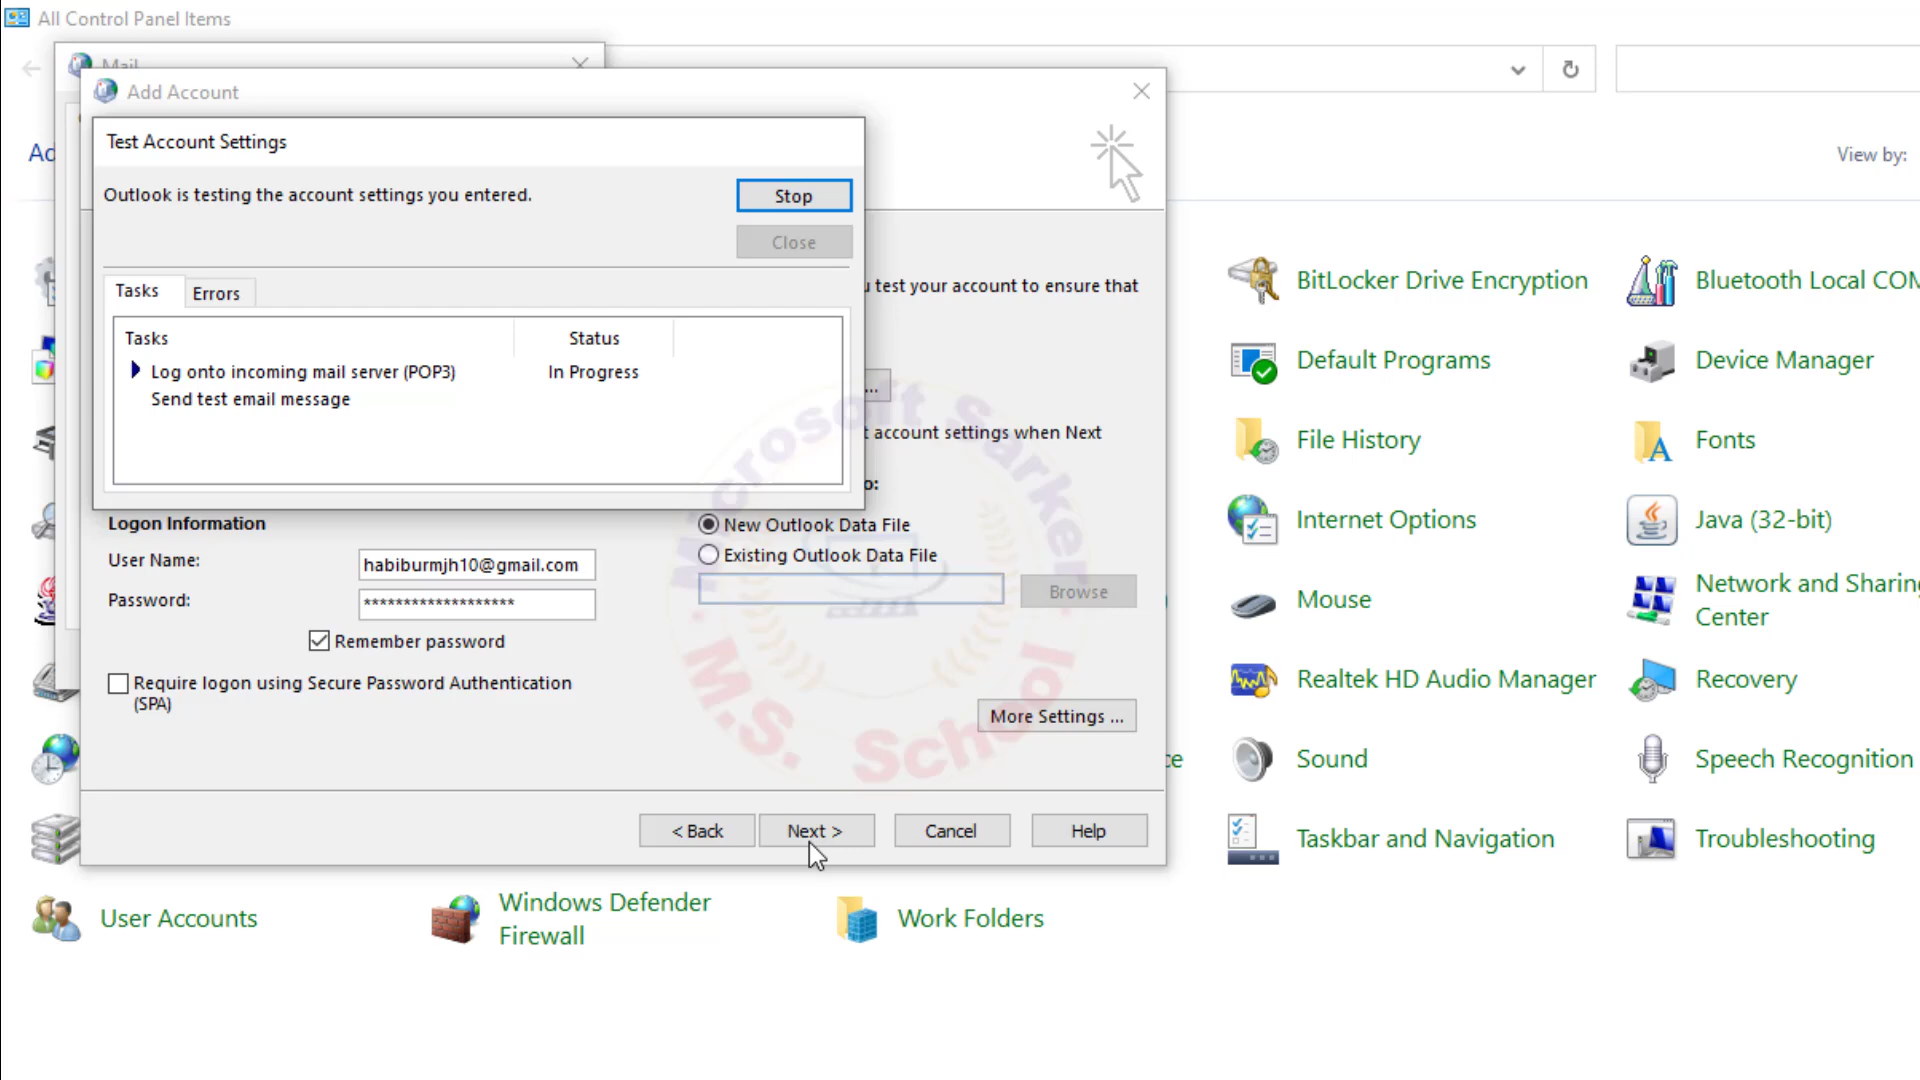 All Control Panel Items
Mail
Add Account
Ad
View by:
Test Account Settings
Outlook is testing the account settings you entered.
Stop
Close
Tasks
Errors
u test your account to ensure that
Tasks
Status
Log onto incoming mail server (POP3)
In Progress
Send test email message
...
t account settings when Next
o:
Logon Information
New Outlook Data File
User Name:
habiburmjh10@gmail.com
Existing Outlook Data File
Password:
*******************
Browse
Remember password
Require logon using Secure Password Authentication
(SPA)
More Settings ...
< Back
Next >
Cancel
Help
Microsoft Sarker
M.S. School
BitLocker Drive Encryption
Bluetooth Local COM
Default Programs
Device Manager
File History
Fonts
Internet Options
Java (32-bit)
Mouse
Network and Sharing
Center
Realtek HD Audio Manager
Recovery
ce
Sound
Speech Recognition
Taskbar and Navigation
Troubleshooting
User Accounts
Windows Defender
Firewall
Work Folders